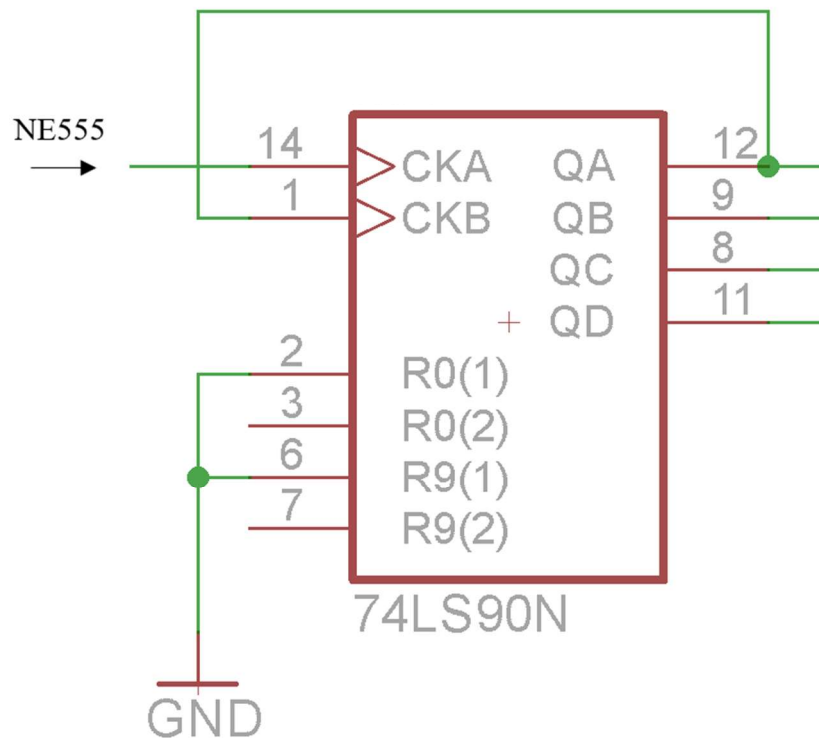 NE555
14 CKA QA 12
1 CKB QB 9
QC 8
QD 11
2 R0(1)
3 R0(2)
6 R9(1)
7 R9(2)
74LS90N
GND